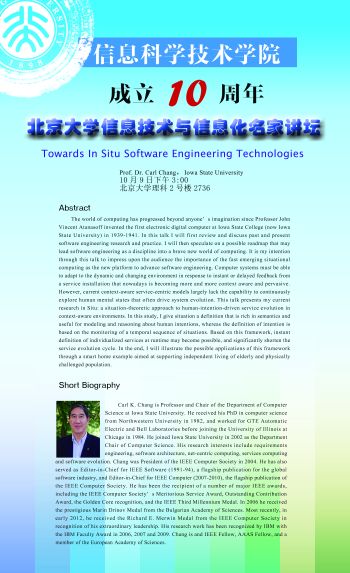 信息科学技术学院
成立 10 周年
北京大学信息技术与信息化名家讲坛
Towards In Situ Software Engineering Technologies
Prof. Dr. Carl Chang, Iowa State University
10 月 9 日下午 3:00
北京大学理科 2 号楼 2736
Abstract
The world of computing has progressed beyond anyone's imagination since Professor John
Vincent Atanasoff invented the first electronic digital computer at Iowa State College (now Iowa
State University) in 1939-1941. In this talk I will first review and discuss past and present
software engineering research and practice. I will then speculate on a possible roadmap that may
lead software engineering as a discipline into a brave new world of computing. It is my intention
through this talk to impress upon the audience the importance of the fast emerging situational
computing as the new platform to advance software engineering. Computer systems must be able
to adapt to the dynamic and changing environment in response to instant or delayed feedback from
a service installation that nowadays is becoming more and more context aware and pervasive.
However, current context-aware service-centric models largely lack the capability to continuously
explore human mental states that often drive system evolution. This talk presents my current
research in Situ: a situation-theoretic approach to human-intention-driven service evolution in
context-aware environments. In this study, I give situation a definition that is rich in semantics and
useful for modeling and reasoning about human intentions, whereas the definition of intention is
based on the monitoring of a temporal sequence of situations. Based on this framework, instant
definition of individualized services at runtime may become possible, and significantly shorten the
service evolution cycle. In the end, I will illustrate the possible applications of this framework
through a smart home example aimed at supporting independent living of elderly and physically
challenged population.
Short Biography
Carl K. Chang is Professor and Chair of the Department of Computer
Science at Iowa State University. He received his PhD in computer science
from Northwestern University in 1982, and worked for GTE Automatic
Electric and Bell Laboratories before joining the University of Illinois at
Chicago in 1984. He joined Iowa State University in 2002 as the Department
Chair of Computer Science. His research interests include requirements
engineering, software architecture, net-centric computing, services computing
and software evolution. Chang was President of the IEEE Computer Society in 2004. He has also
served as Editor-in-Chief for IEEE Software (1991-94), a flagship publication for the global
software industry, and Editor-in-Chief for IEEE Computer (2007-2010), the flagship publication of
the IEEE Computer Society. He has been the recipient of a number of major IEEE awards,
including the IEEE Computer Society's Meritorious Service Award, Outstanding Contribution
Award, the Golden Core recognition, and the IEEE Third Millennium Medal. In 2006 he received
the prestigious Marin Drinov Medal from the Bulgarian Academy of Sciences. Most recently, in
early 2012, he received the Richard E. Merwin Medal from the IEEE Computer Society in
recognition of his extraordinary leadership. His research work has been recognized by IBM with
the IBM Faculty Award in 2006, 2007 and 2009. Chang is and IEEE Fellow, AAAS Fellow, and a
member of the European Academy of Sciences.